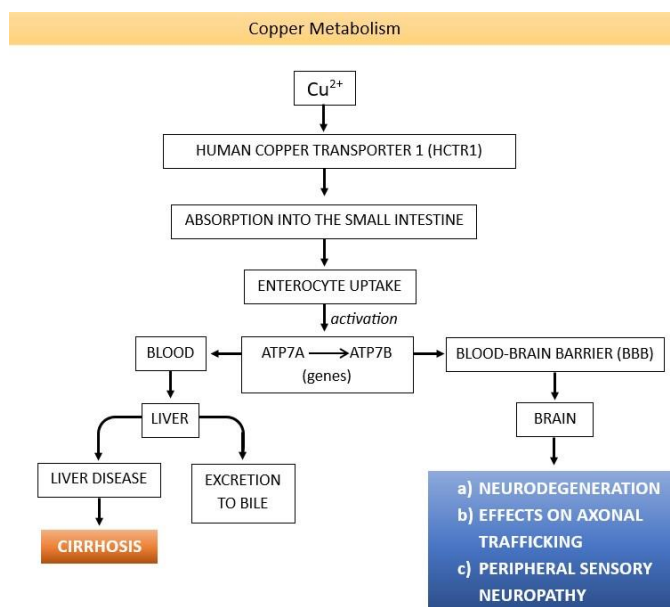 Copper Metabolism
Cu2+
HUMAN COPPER TRANSPORTER 1 (HCTR1)
ABSORPTION INTO THE SMALL INTESTINE
ENTEROCYTE UPTAKE
activation
BLOOD
ATP7A ⟶ ATP7B
(genes)
BLOOD-BRAIN BARRIER (BBB)
LIVER
BRAIN
LIVER DISEASE
EXCRETION
TO BILE
CIRRHOSIS
a) NEURODEGENERATION
b) EFFECTS ON AXONAL
TRAFFICKING
c) PERIPHERAL SENSORY
NEUROPATHY